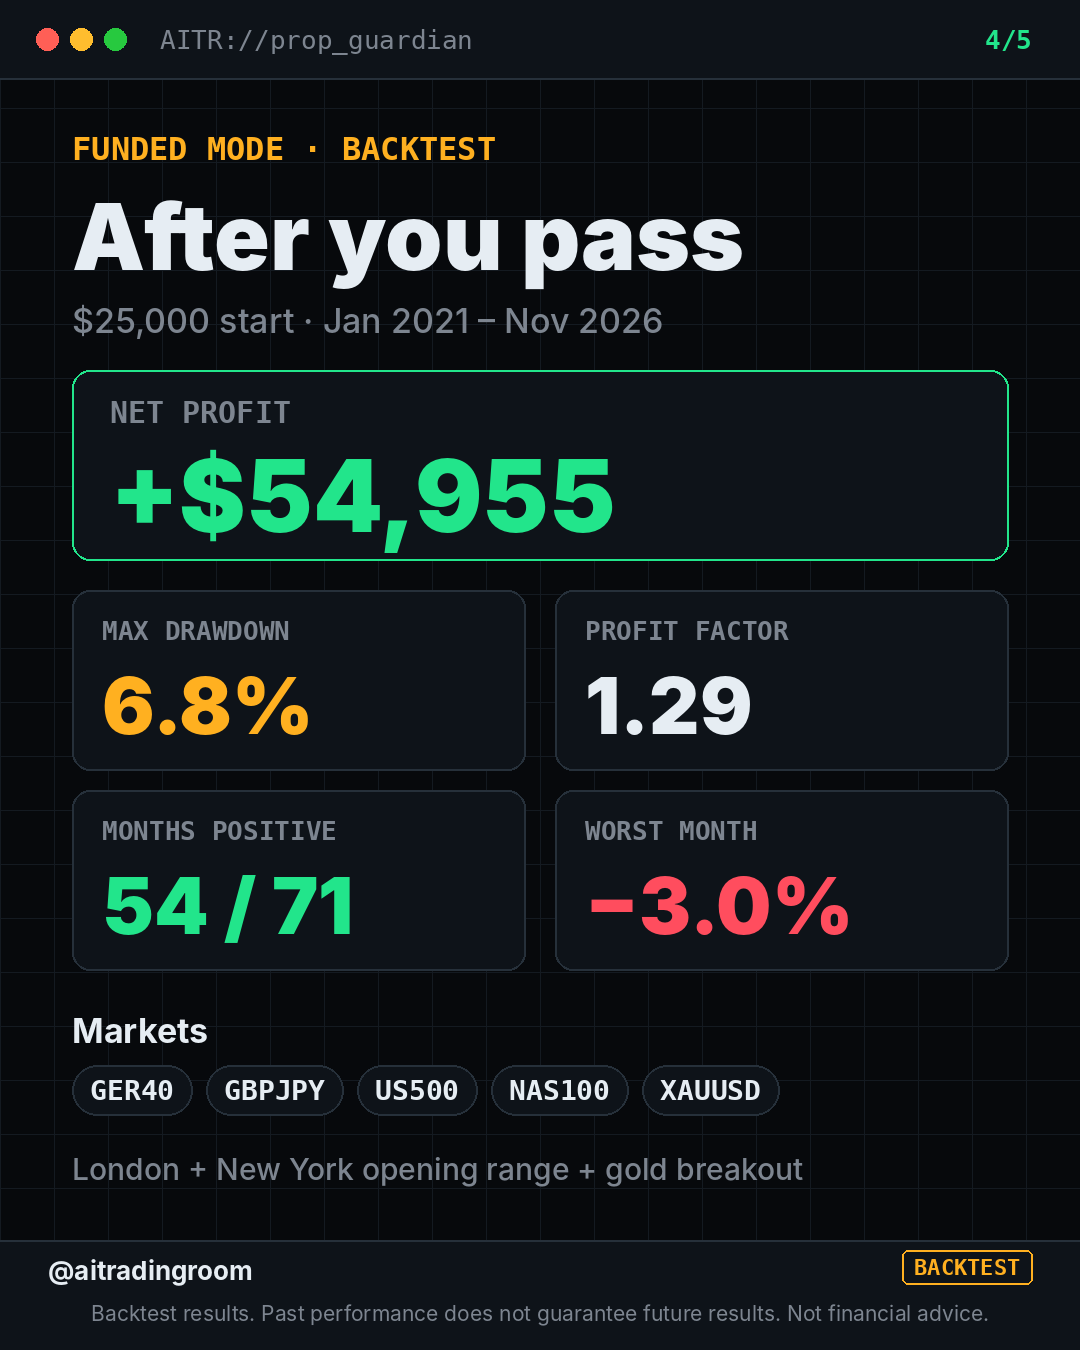 AITR://prop_guardian
4/5
FUNDED MODE · BACKTEST
After you pass
$25,000 start · Jan 2021 – Nov 2026
NET PROFIT
+$54,955
MAX DRAWDOWN
6.8%
PROFIT FACTOR
1.29
MONTHS POSITIVE
54 / 71
WORST MONTH
−3.0%
Markets
GER40 GBPJPY US500 NAS100 XAUUSD
London + New York opening range + gold breakout
@aitradingroom
BACKTEST
Backtest results. Past performance does not guarantee future results. Not financial advice.